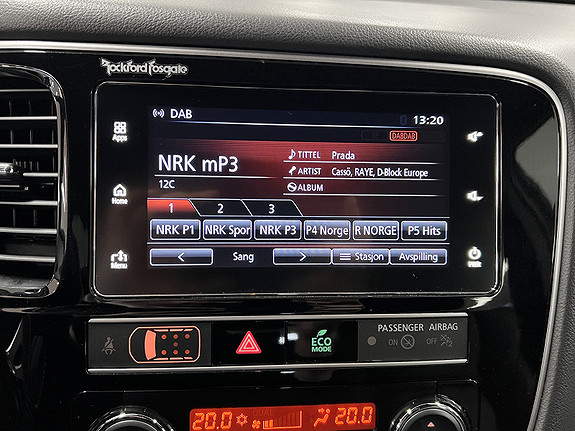 Rockford Fosgate
DAB
13:20
DABDAB
Apps
NRK mP3
TITTEL Prada
ARTIST Cassö, RAYE, D-Block Europe
12C
ALBUM
Home
1 2 3
NRK P1 NRK Spor NRK P3 P4 Norge R NORGE P5 Hits
Menu
< Sang > Stasjon Avspilling
PASSENGER AIRBAG
ECO
MODE
ON OFF
20.0 DUAL 20.0